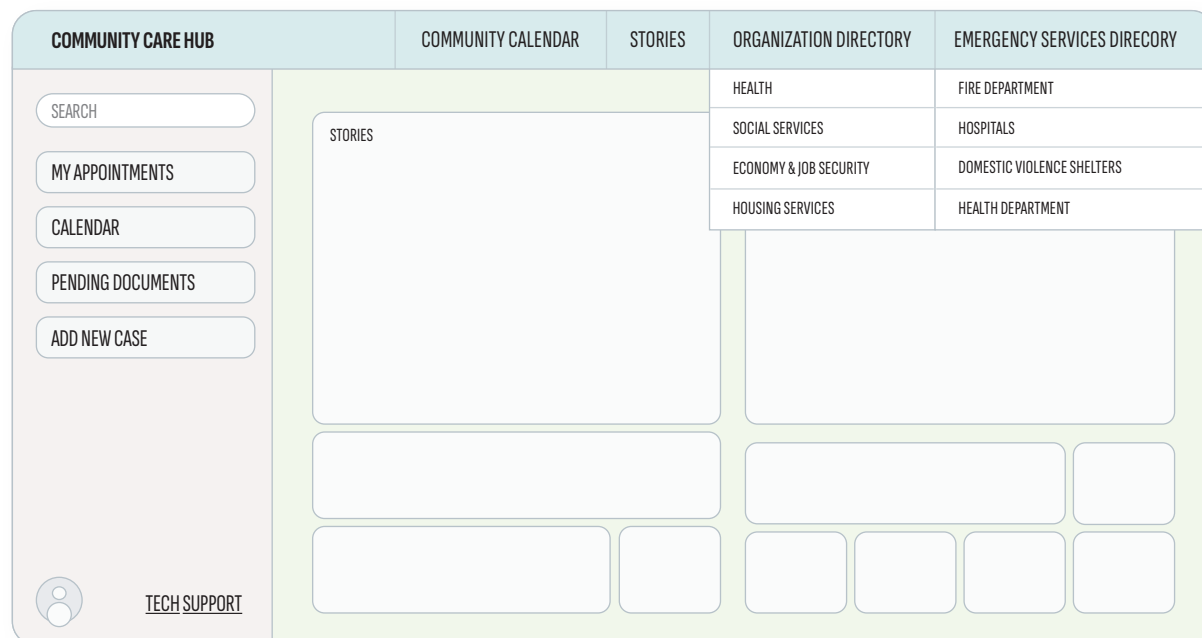 COMMUNITY CARE HUB
COMMUNITY CALENDAR
STORIES
ORGANIZATION DIRECTORY
EMERGENCY SERVICES DIRECORY
SEARCH
MY APPOINTMENTS
CALENDAR
PENDING DOCUMENTS
ADD NEW CASE
TECH SUPPORT
STORIES
HEALTH
SOCIAL SERVICES
ECONOMY & JOB SECURITY
HOUSING SERVICES
FIRE DEPARTMENT
HOSPITALS
DOMESTIC VIOLENCE SHELTERS
HEALTH DEPARTMENT